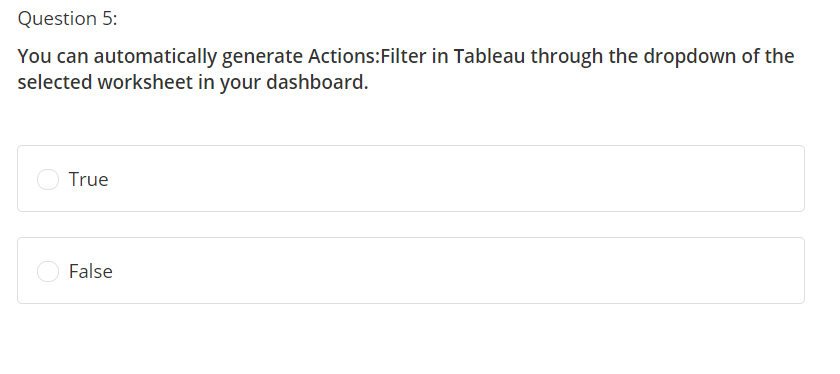 Question 5:
You can automatically generate Actions:Filter in Tableau through the dropdown of the
selected worksheet in your dashboard.
True
False